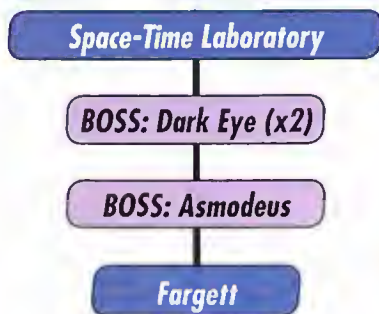 Space-Time Laboratory
BOSS: Dark Eye (x2)
BOSS: Asmodeus
Fargett